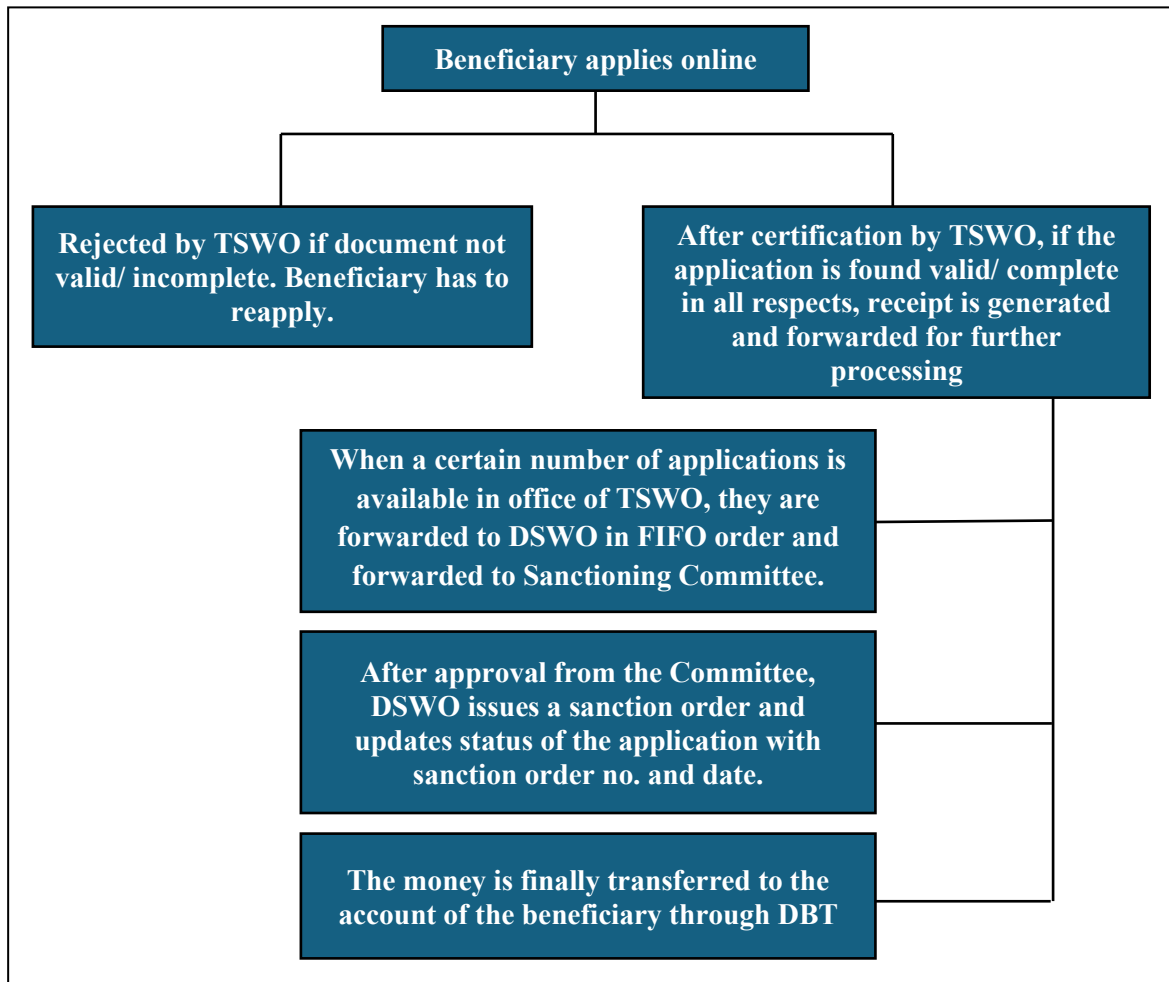 Beneficiary applies online
Rejected by TSWO if document not
valid/ incomplete. Beneficiary has to
reapply.
After certification by TSWO, if the
application is found valid/ complete
in all respects, receipt is generated
and forwarded for further
processing
When a certain number of applications is
available in office of TSWO, they are
forwarded to DSWO in FIFO order and
forwarded to Sanctioning Committee.
After approval from the Committee,
DSWO issues a sanction order and
updates status of the application with
sanction order no. and date.
The money is finally transferred to the
account of the beneficiary through DBT